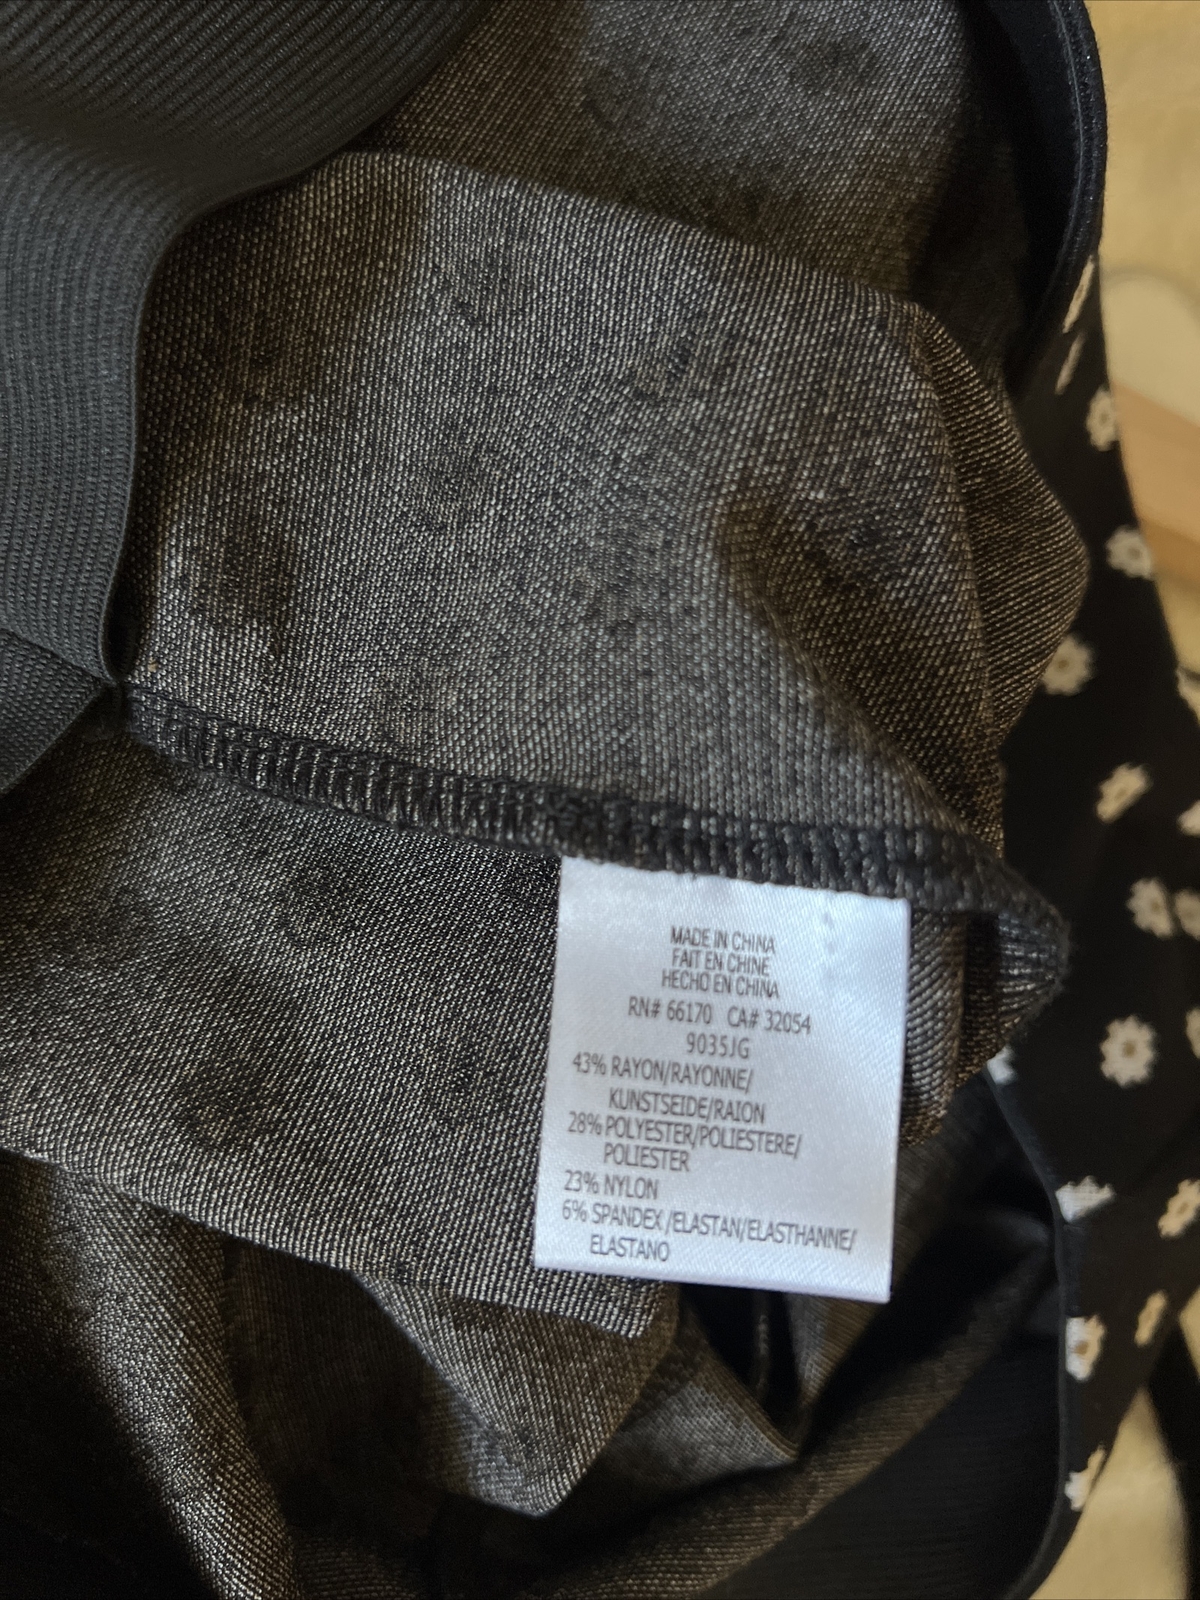 MADE IN CHINA
FAIT EN CHINE
HECHO EN CHINA
RN# 66170 CA# 32054
9035JG
43% RAYON/RAYONNE/
KUNSTSEIDE/RAION
28% POLYESTER/POLIESTERE/
POLIESTER
23% NYLON
6% SPANDEX /ELASTAN/ELASTHANNE/
ELASTANO